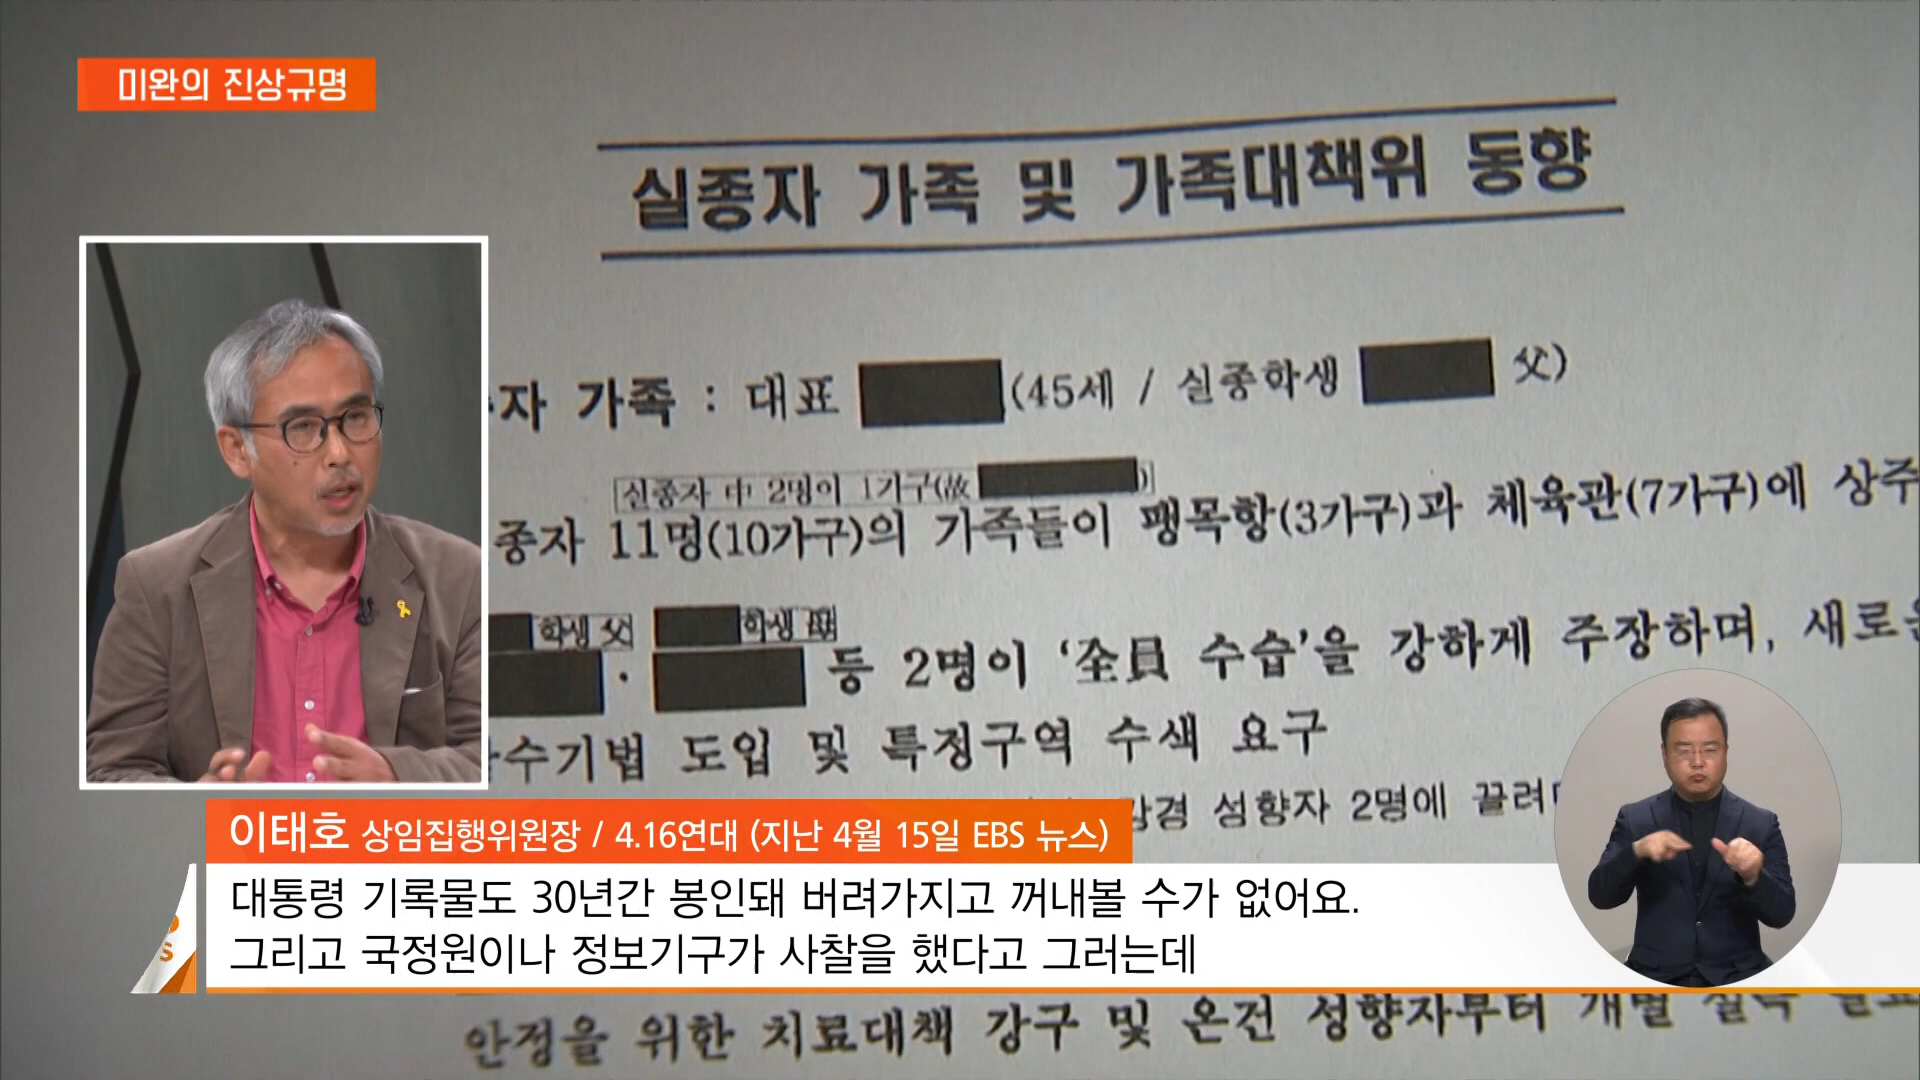 미완의 진상규명
실종자 가족 및 가족대책위 동향
자 가족 : 대표 (45세 / 실종학생 父)
실종자 中 2명이 1가구(故 )
종자 11명(10가구)의 가족들이 팽목항(3가구)과 체육관(7가구)에 상주
학생 父 학생 母
· 등 2명이 ‘全員 수습’을 강하게 주장하며, 새로운
수기법 도입 및 특정구역 수색 요구
강경 성향자 2명에 끌려
이태호 상임집행위원장 / 4.16연대 (지난 4월 15일 EBS 뉴스)
대통령 기록물도 30년간 봉인돼 버려가지고 꺼내볼 수가 없어요.
그리고 국정원이나 정보기구가 사찰을 했다고 그러는데
안정을 위한 치료대책 강구 및 온건 성향자부터 개별